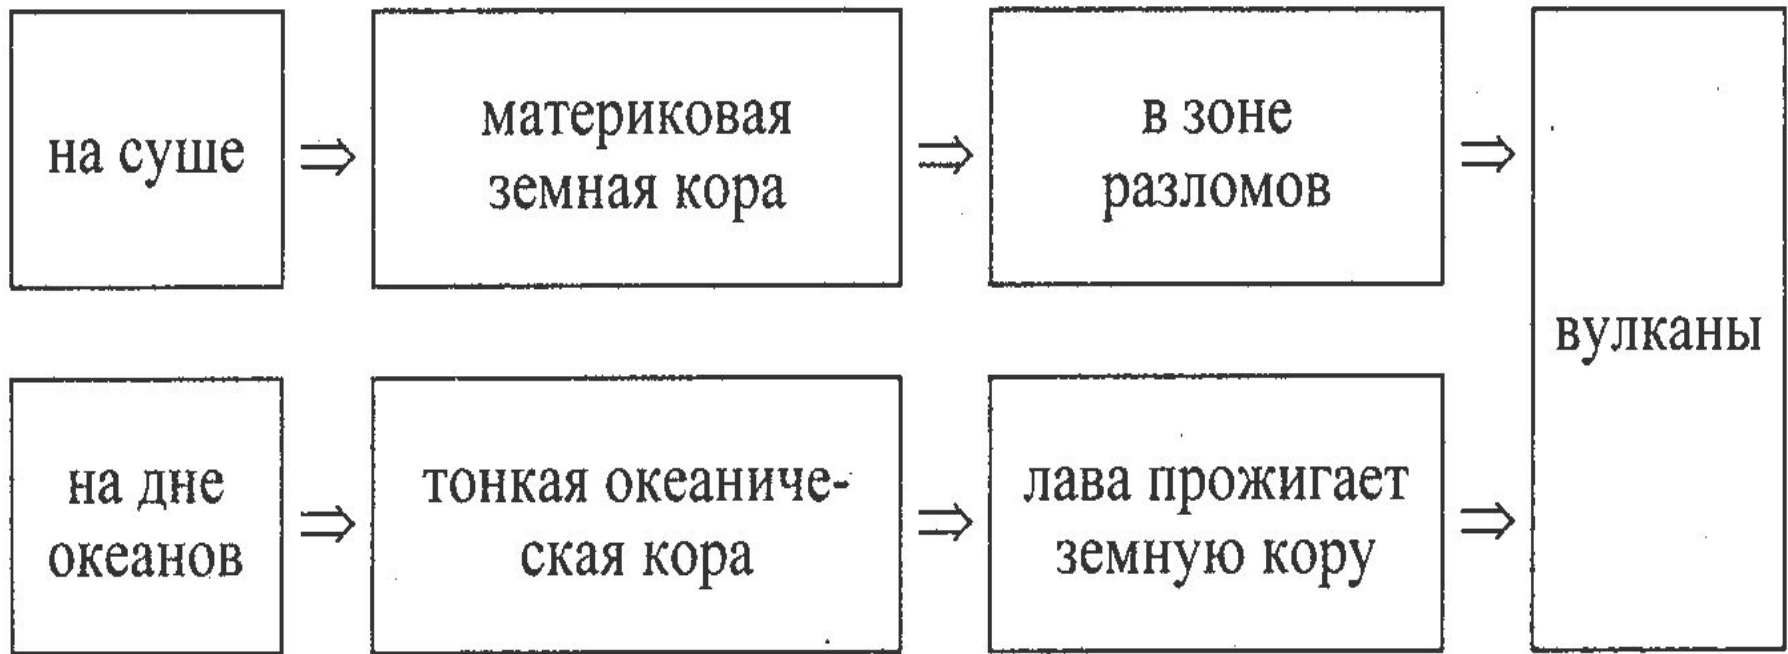 на суше
материковая
земная кора
в зоне
разломов
вулканы
на дне
океанов
тонкая океаниче-
ская кора
лава прожигает
земную кору